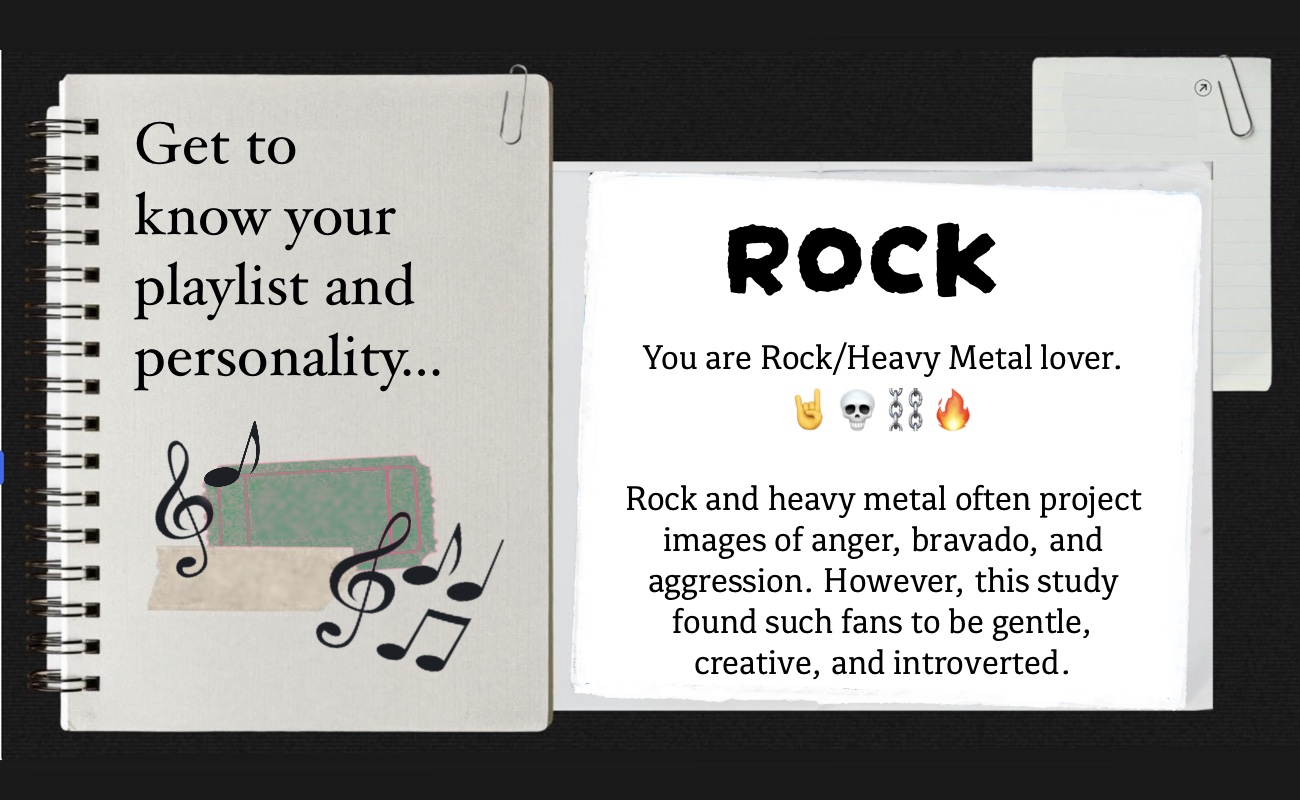 Get to
know your
playlist and
personality...
ROCK
You are Rock/Heavy Metal lover.
🤘 💀 ⛓️ 🔥
Rock and heavy metal often project
images of anger, bravado, and
aggression. However, this study
found such fans to be gentle,
creative, and introverted.